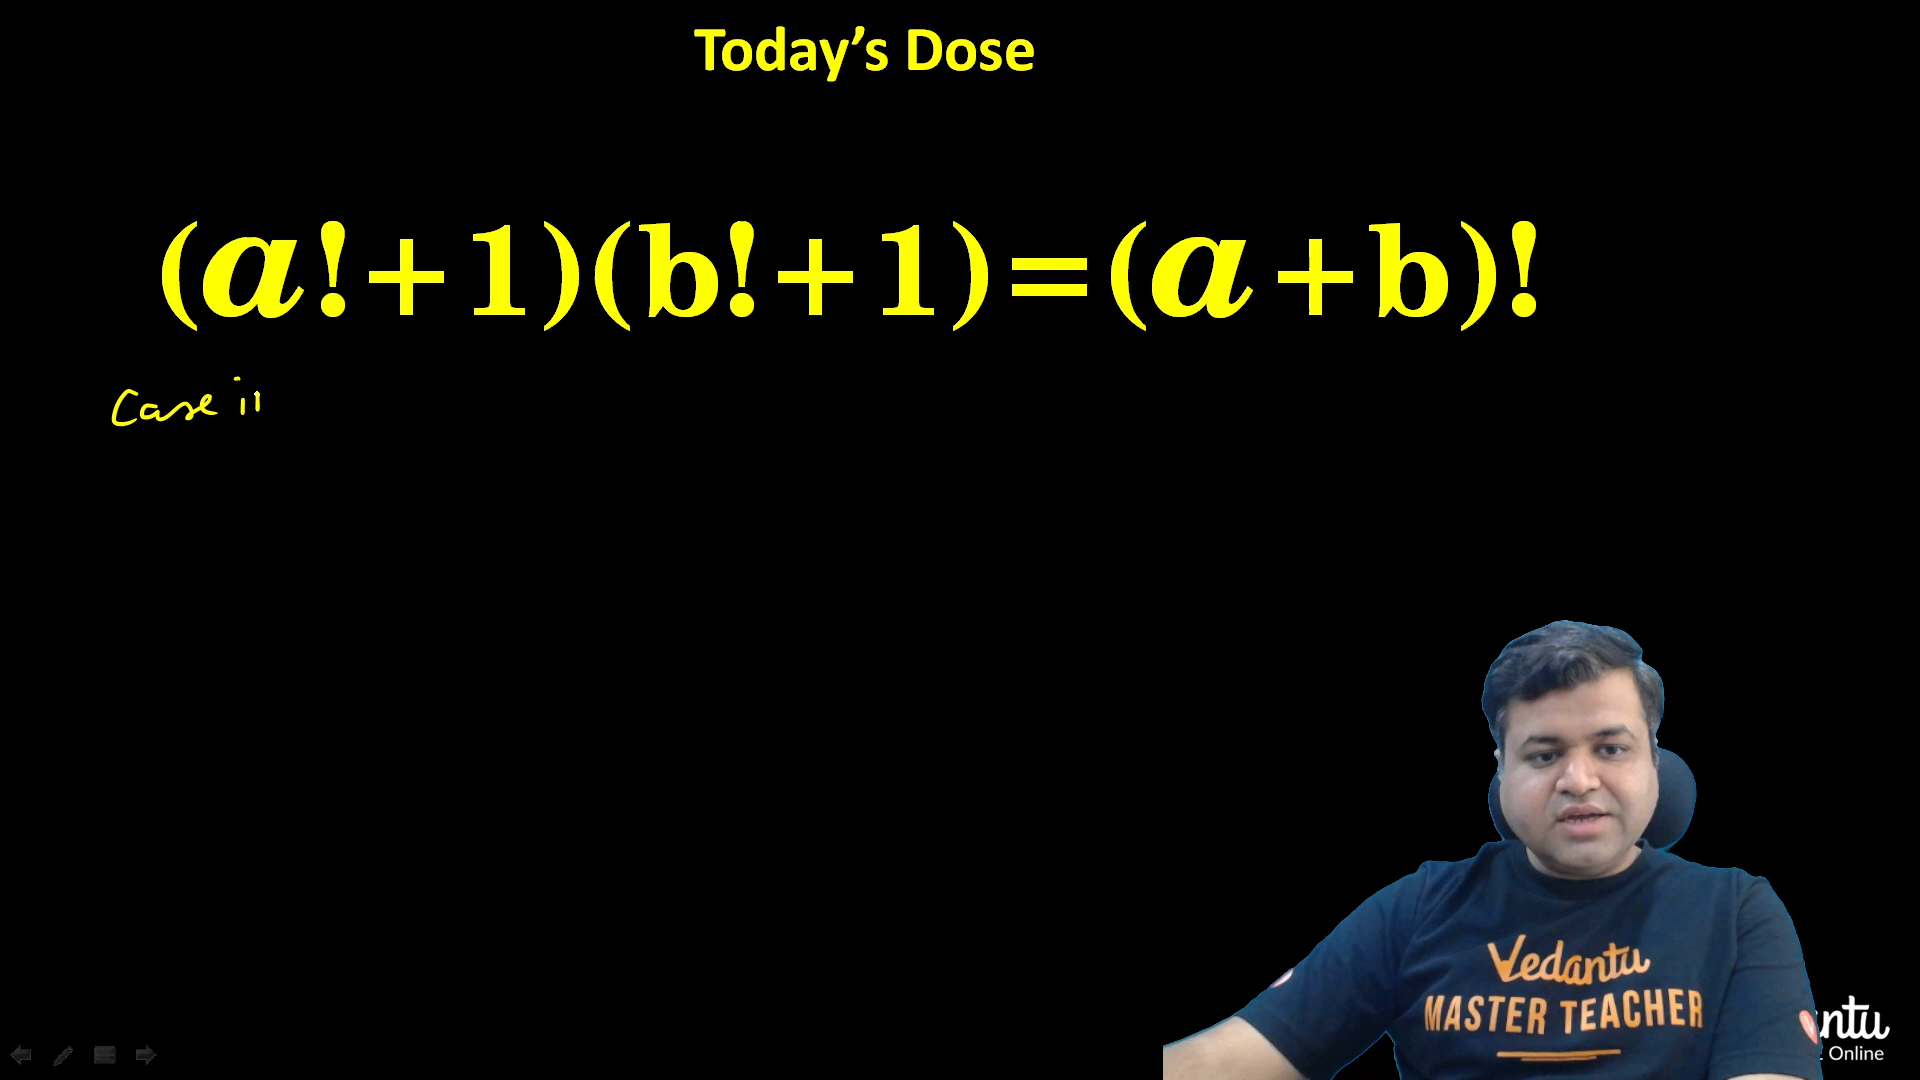 Today's Dose
(a!+1)(b!+1)=(a+b)!
Case i
Vedantu
MASTER TEACHER
ntu
Online